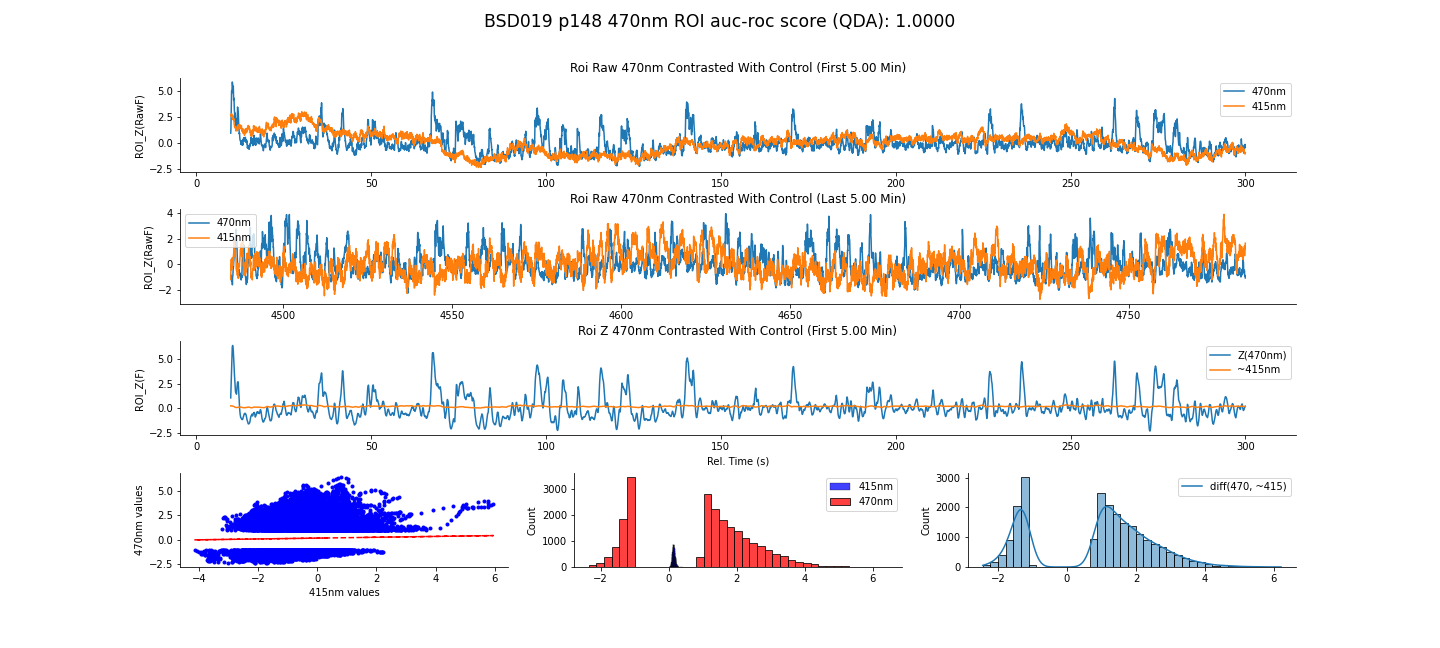 BSD019 p148 470nm ROI auc-roc score (QDA): 1.0000
Roi Raw 470nm Contrasted With Control (First 5.00 Min)
ROI_Z(RawF)
5.0
2.5
0.0
−2.5
470nm
415nm
0 50 100 150 200 250 300
Roi Raw 470nm Contrasted With Control (Last 5.00 Min)
ROI_Z(RawF)
4
2
0
−2
470nm
415nm
4500 4550 4600 4650 4700 4750
Roi Z 470nm Contrasted With Control (First 5.00 Min)
ROI_Z(F)
5.0
2.5
0.0
−2.5
Z(470nm)
~415nm
0 50 100 150 200 250 300
Rel. Time (s)
470nm values
5.0
2.5
0.0
−2.5
−4 −2 0 2 4 6
415nm values
Count
3000
2000
1000
0
415nm
470nm
−2 0 2 4 6
Count
3000
2000
1000
0
diff(470, ~415)
−2 0 2 4 6